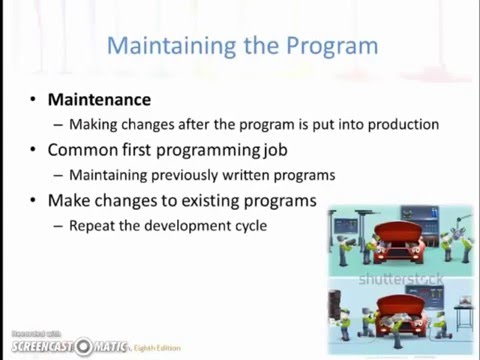 Maintaining the Program
• Maintenance
– Making changes after the program is put into production
• Common first programming job
– Maintaining previously written programs
• Make changes to existing programs
– Repeat the development cycle
shutterstock
Recorded with
SCREENCAST-O-MATIC
Eighth Edition